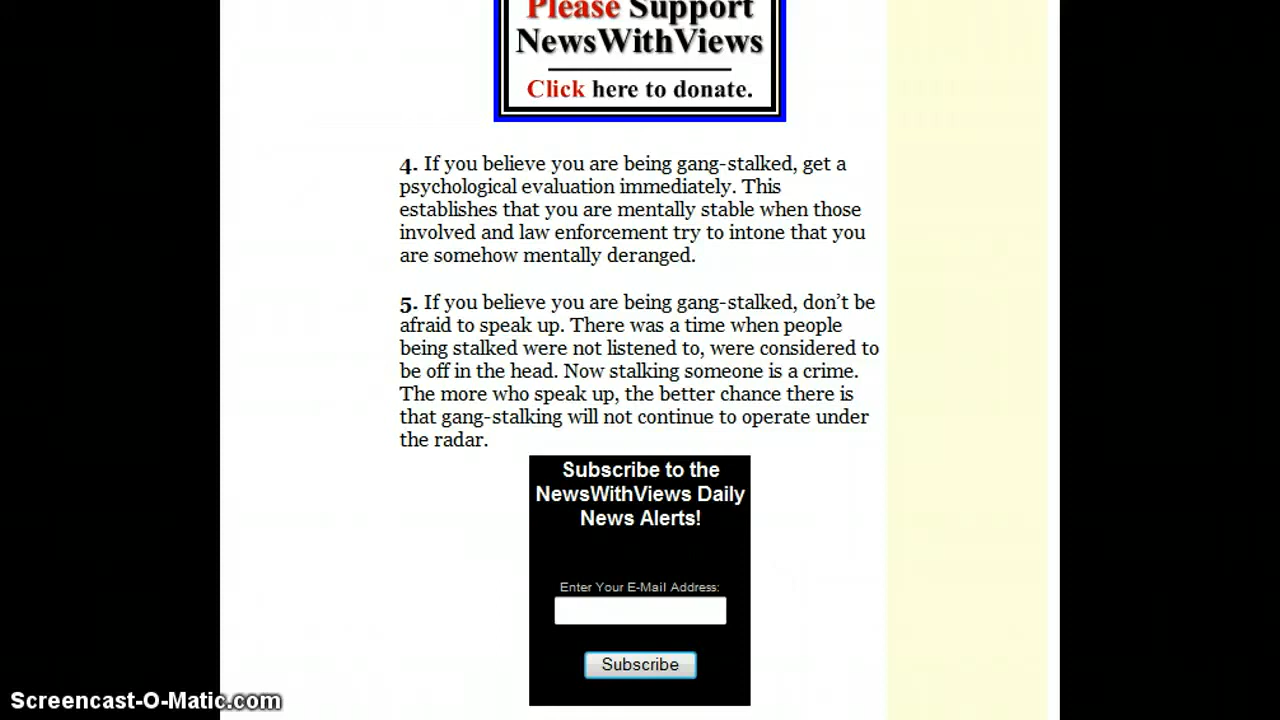 Please Support
NewsWithViews
Click here to donate.
4. If you believe you are being gang-stalked, get a
psychological evaluation immediately. This
establishes that you are mentally stable when those
involved and law enforcement try to intone that you
are somehow mentally deranged.
5. If you believe you are being gang-stalked, don’t be
afraid to speak up. There was a time when people
being stalked were not listened to, were considered to
be off in the head. Now stalking someone is a crime.
The more who speak up, the better chance there is
that gang-stalking will not continue to operate under
the radar.
Subscribe to the
NewsWithViews Daily
News Alerts!
Enter Your E-Mail Address:
Subscribe
Screencast-O-Matic.com